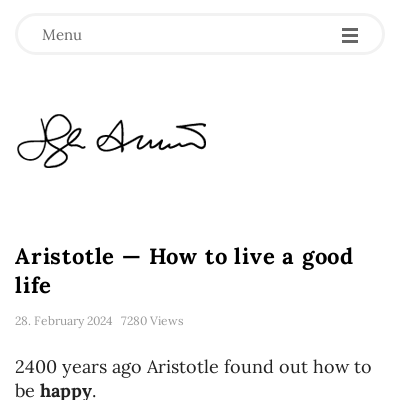 Menu
Aristotle — How to live a good
life
28. February 2024 7280 Views
2400 years ago Aristotle found out how to
be happy.